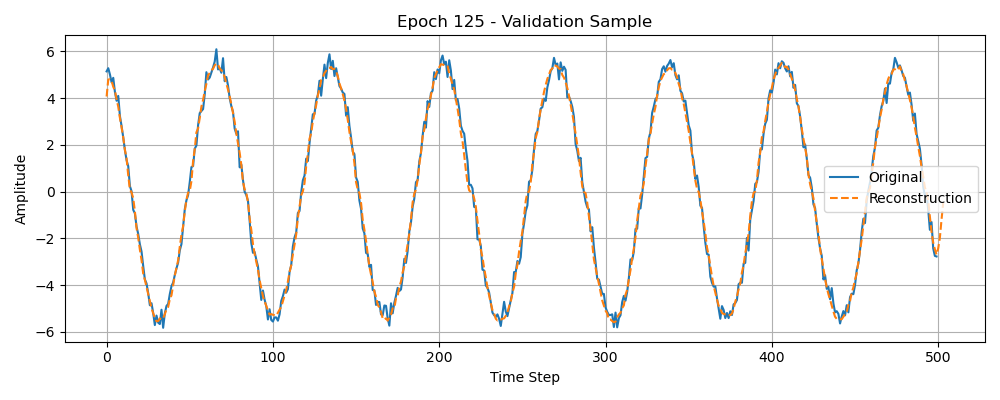 Epoch 125 - Validation Sample
6
4
2
0
−2
−4
−6
Amplitude
Original
Reconstruction
0
100
200
300
400
500
Time Step